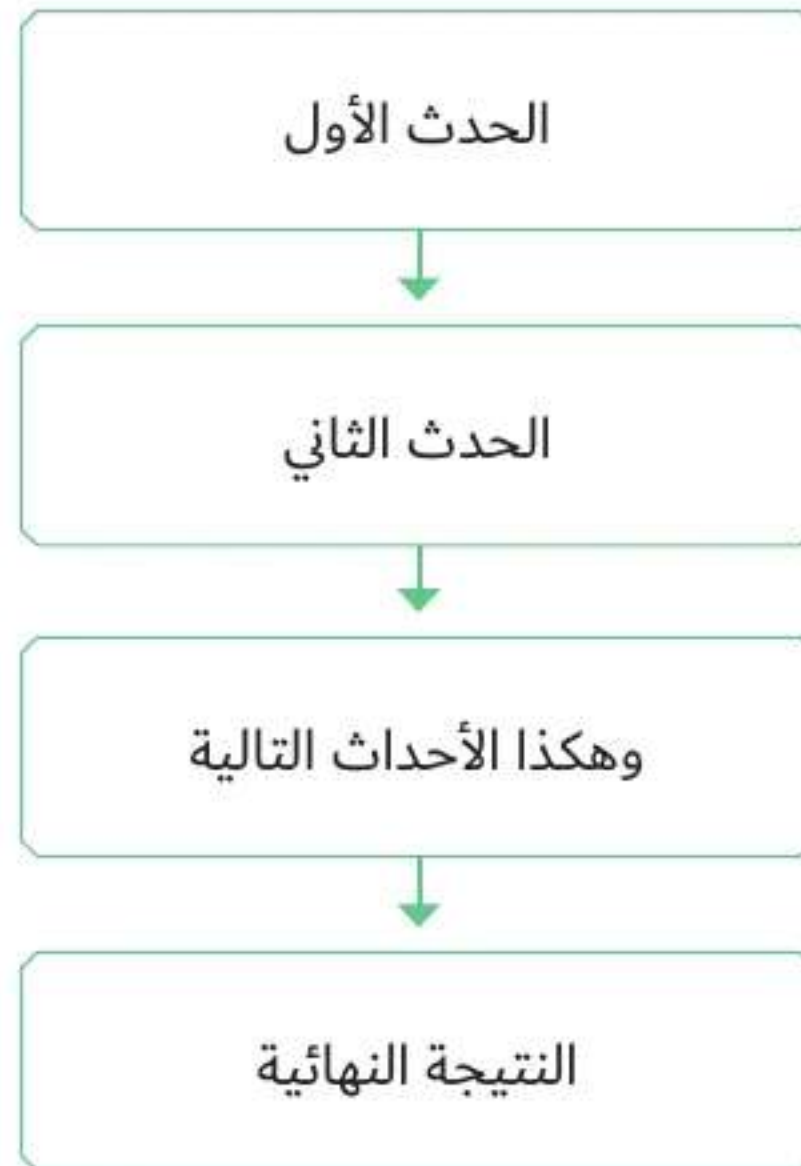 الحدث الأول
الحدث الثاني
وهكذا الأحداث التالية
النتيجة النهائية